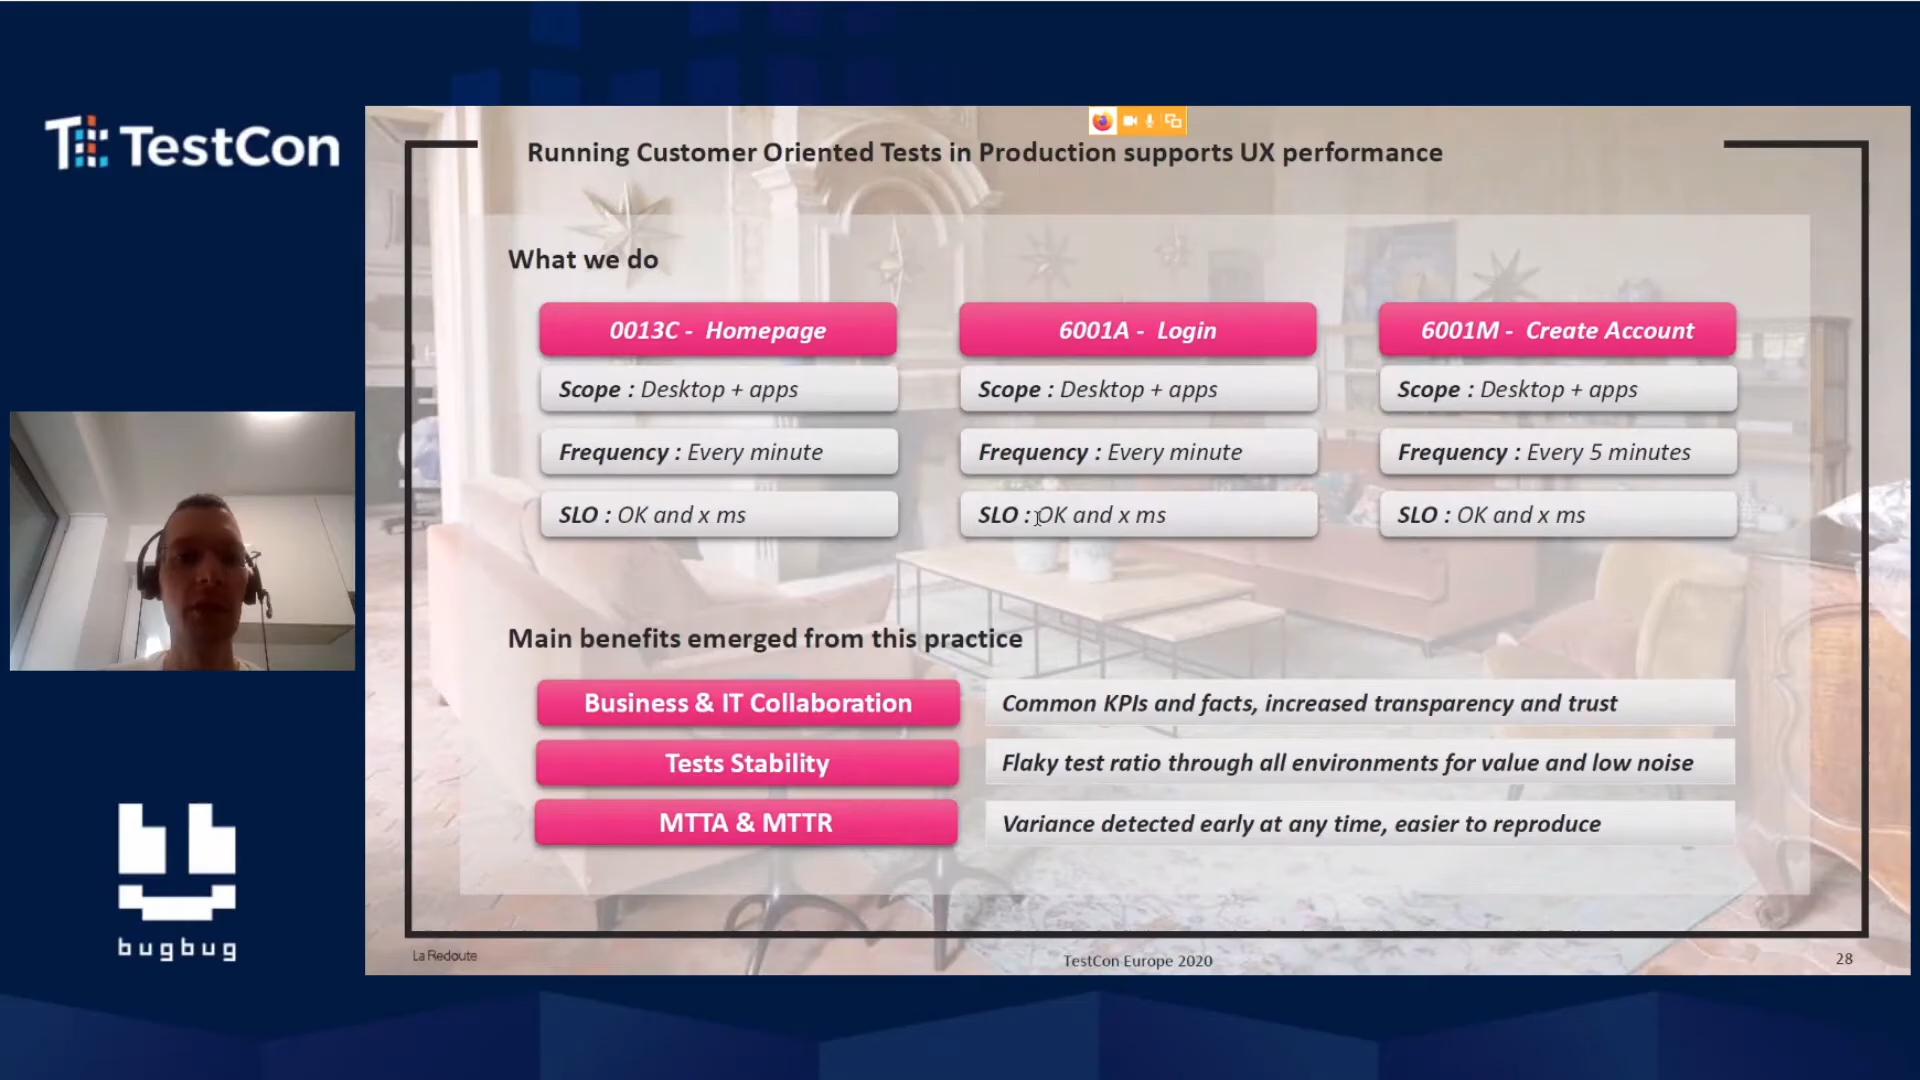 TestCon
Running Customer Oriented Tests in Production supports UX performance
What we do
0013C - Homepage
Scope : Desktop + apps
Frequency : Every minute
SLO : OK and x ms
6001A - Login
Scope : Desktop + apps
Frequency : Every minute
SLO : OK and x ms
6001M - Create Account
Scope : Desktop + apps
Frequency : Every 5 minutes
SLO : OK and x ms
Main benefits emerged from this practice
Business & IT Collaboration
Common KPIs and facts, increased transparency and trust
Tests Stability
Flaky test ratio through all environments for value and low noise
MTTA & MTTR
Variance detected early at any time, easier to reproduce
bugbug
La Redoute
TestCon Europe 2020
28